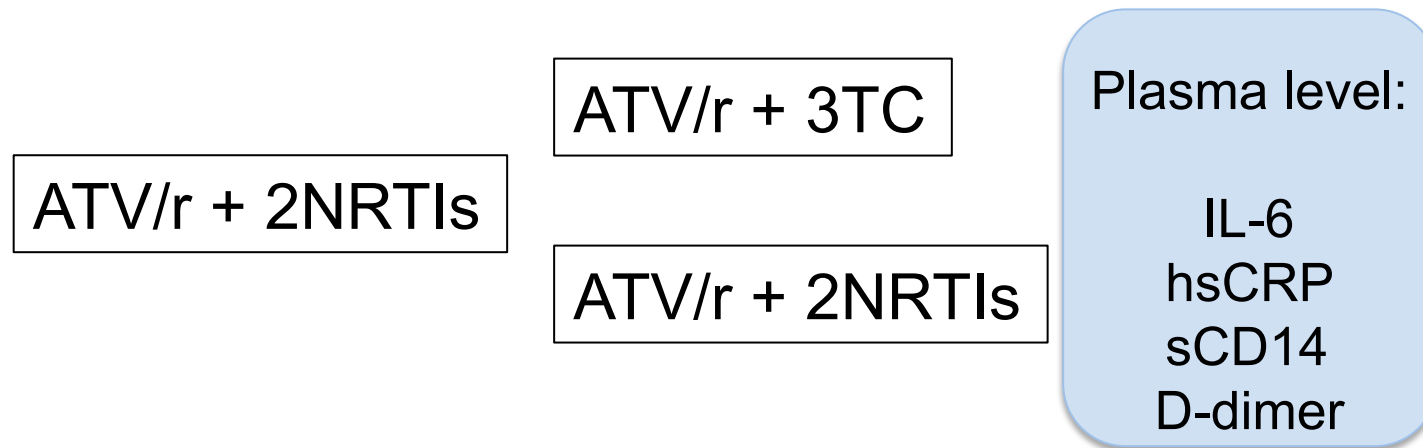 ATV/r + 2NRTIs
ATV/r + 3TC
ATV/r + 2NRTIs
Plasma level:
IL-6
hsCRP
sCD14
D-dimer